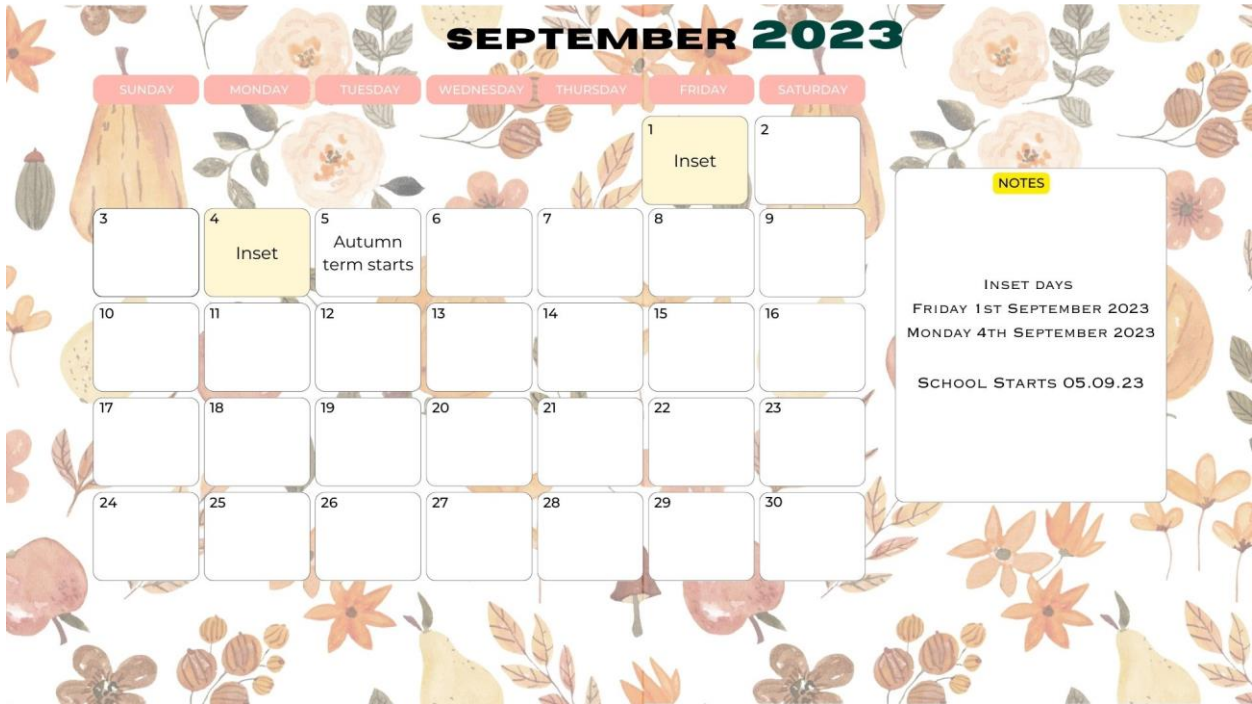 SEPTEMBER 2023
SUNDAY MONDAY TUESDAY WEDNESDAY THURSDAY FRIDAY SATURDAY
1 2
Inset
3 4 5 6 7 8 9
Inset Autumn
term starts
10 11 12 13 14 15 16
17 18 19 20 21 22 23
24 25 26 27 28 29 30
NOTES
INSET DAYS
FRIDAY 1ST SEPTEMBER 2023
MONDAY 4TH SEPTEMBER 2023
SCHOOL STARTS 05.09.23